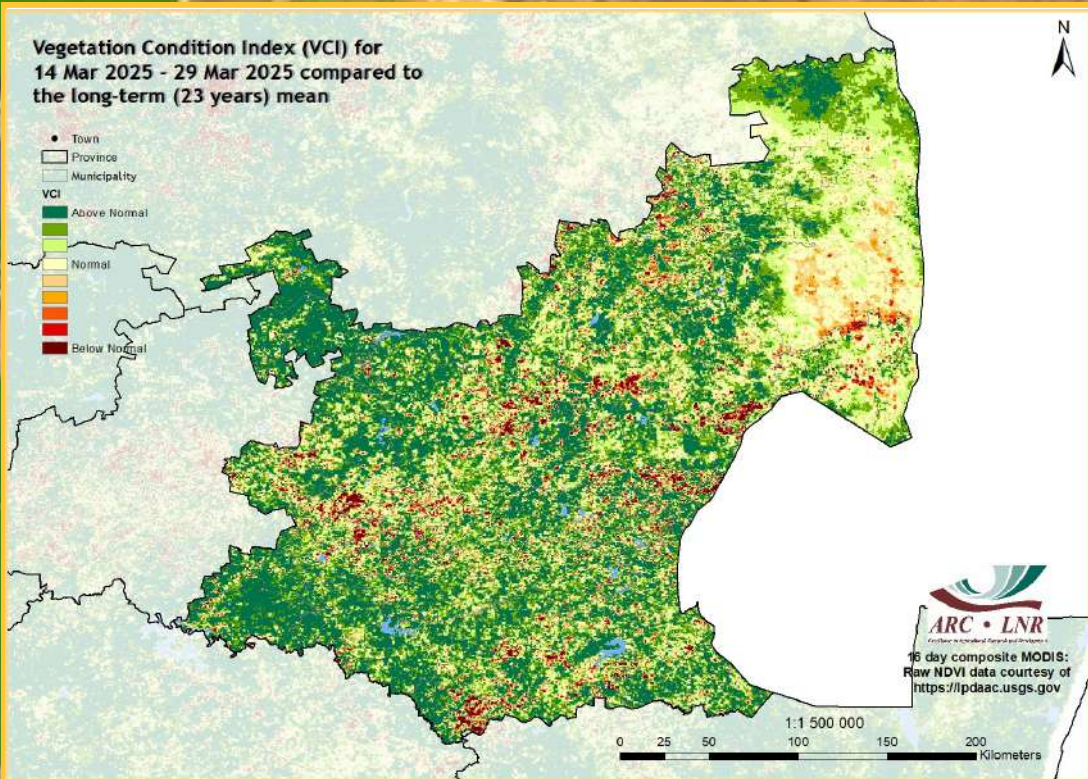 Vegetation Condition Index (VCI) for
14 Mar 2025 - 29 Mar 2025 compared to
the long-term (23 years) mean
N
Town
Province
Municipality
VCI
Above Normal
Normal
Below Normal
ARC • LNR
16 day composite MODIS:
Raw NDVI data courtesy of
https://lpdaac.usgs.gov
1:1 500 000
0 25 50 100 150 200
Kilometers